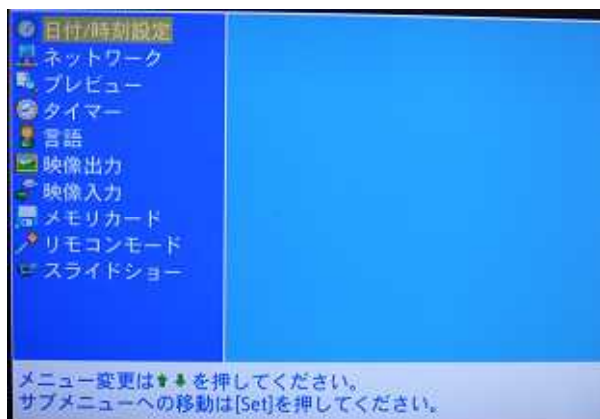 日付/時刻設定
ネットワーク
プレビュー
タイマー
言語
映像出力
映像入力
メモリカード
リモコンモード
スライドショー
メニュー変更は⬆⬇を押してください。
サブメニューへの移動は[Set]を押してください。